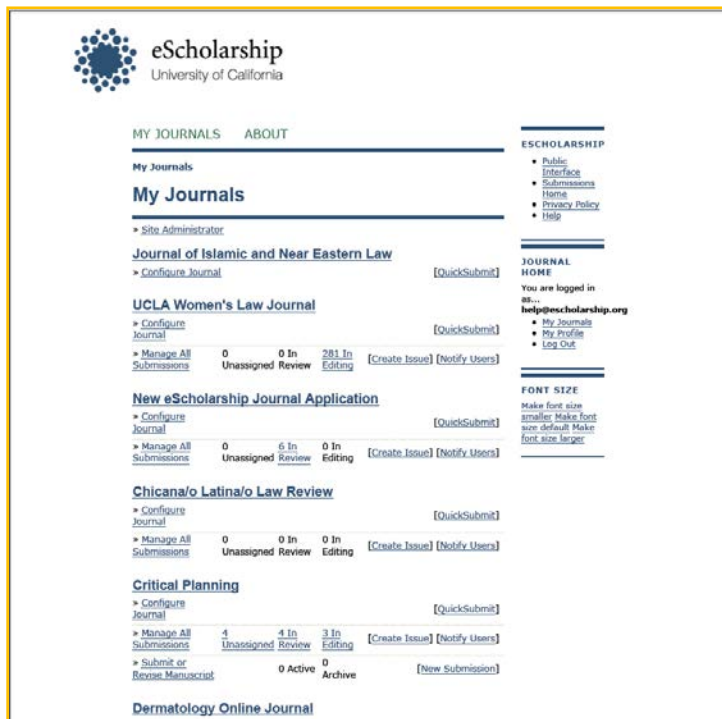 eScholarship
University of California
MY JOURNALS ABOUT
My Journals
My Journals
» Site Administrator
Journal of Islamic and Near Eastern Law
» Configure Journal [QuickSubmit]
UCLA Women's Law Journal
» Configure
Journal [QuickSubmit]
» Manage All
Submissions
0
Unassigned
0 In
Review
281 In
Editing
[Create Issue] [Notify Users]
New eScholarship Journal Application
» Configure
Journal [QuickSubmit]
» Manage All
Submissions
0
Unassigned
6 In
Review
0 In
Editing
[Create Issue] [Notify Users]
Chicana/o Latina/o Law Review
» Configure
Journal [QuickSubmit]
» Manage All
Submissions
0
Unassigned
0 In
Review
0 In
Editing
[Create Issue] [Notify Users]
Critical Planning
» Configure
Journal [QuickSubmit]
» Manage All
Submissions
4
Unassigned
4 In
Review
3 In
Editing
[Create Issue] [Notify Users]
» Submit or
Revise Manuscript
0 Active
0
Archive
[New Submission]
Dermatology Online Journal
ESCHOLARSHIP
• Public
Interface
• Submissions
Home
• Privacy Policy
• Help
JOURNAL
HOME
You are logged in
as...
help@escholarship.org
• My Journals
• My Profile
• Log Out
FONT SIZE
Make font size
smaller Make font
size default Make
font size larger